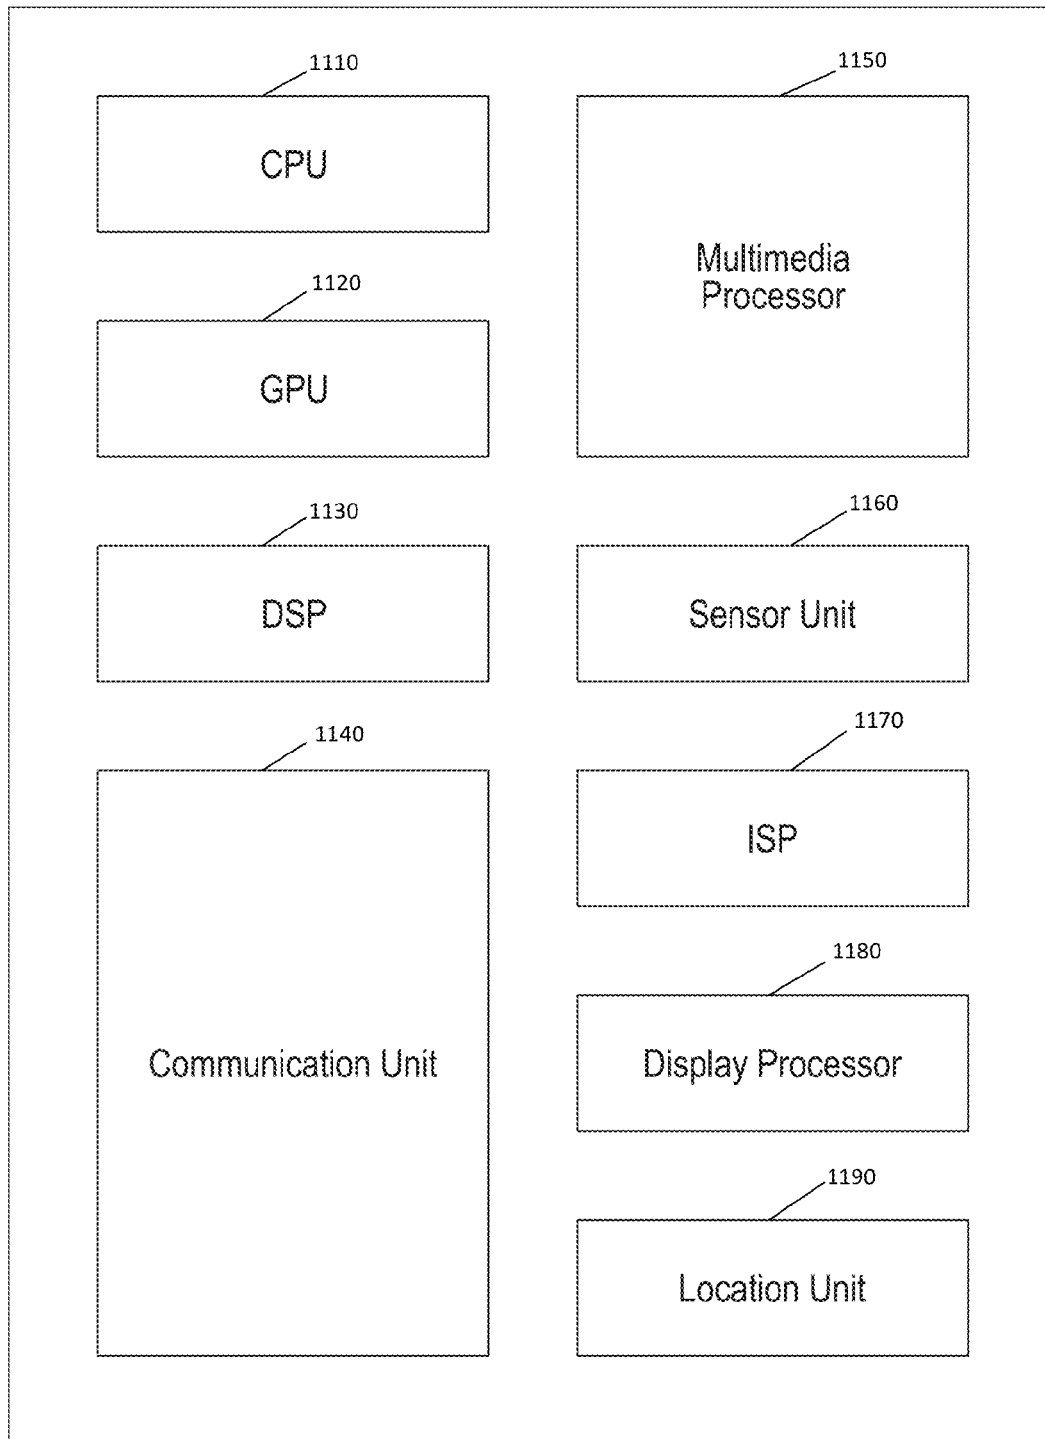 1110
CPU
1120
GPU
1130
DSP
1140
Communication Unit
1150
Multimedia
Processor
1160
Sensor Unit
1170
ISP
1180
Display Processor
1190
Location Unit